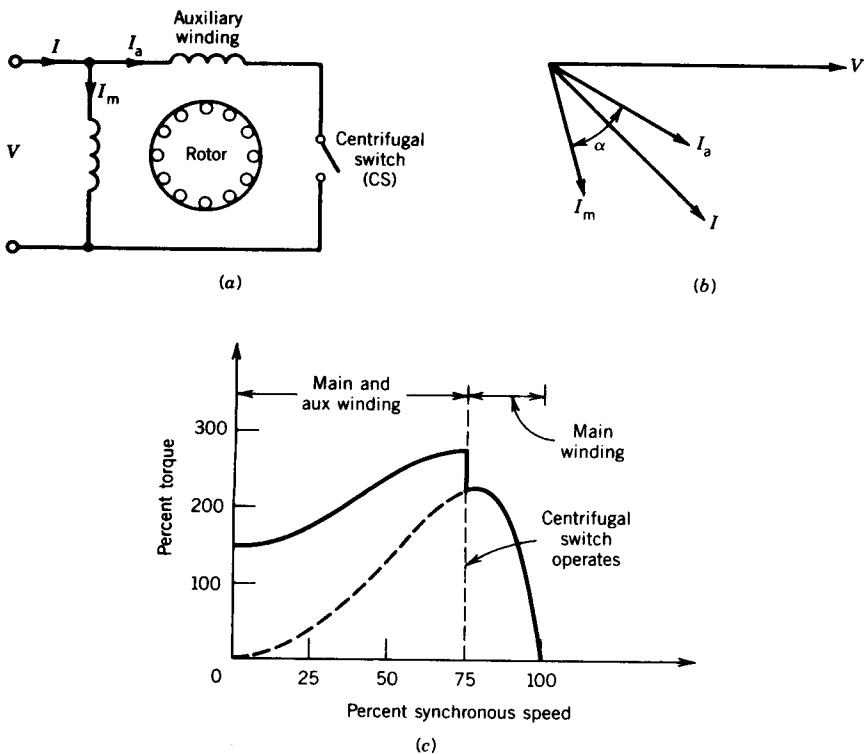 Auxiliary
winding
I
Iₐ
Iₘ
V
Rotor
Centrifugal
switch
(CS)
(a)
V
α
Iₐ
Iₘ
I
(b)
Main and
aux winding
Main
winding
300
200
100
0
Percent torque
Centrifugal
switch
operates
25 50 75 100
Percent synchronous speed
(c)